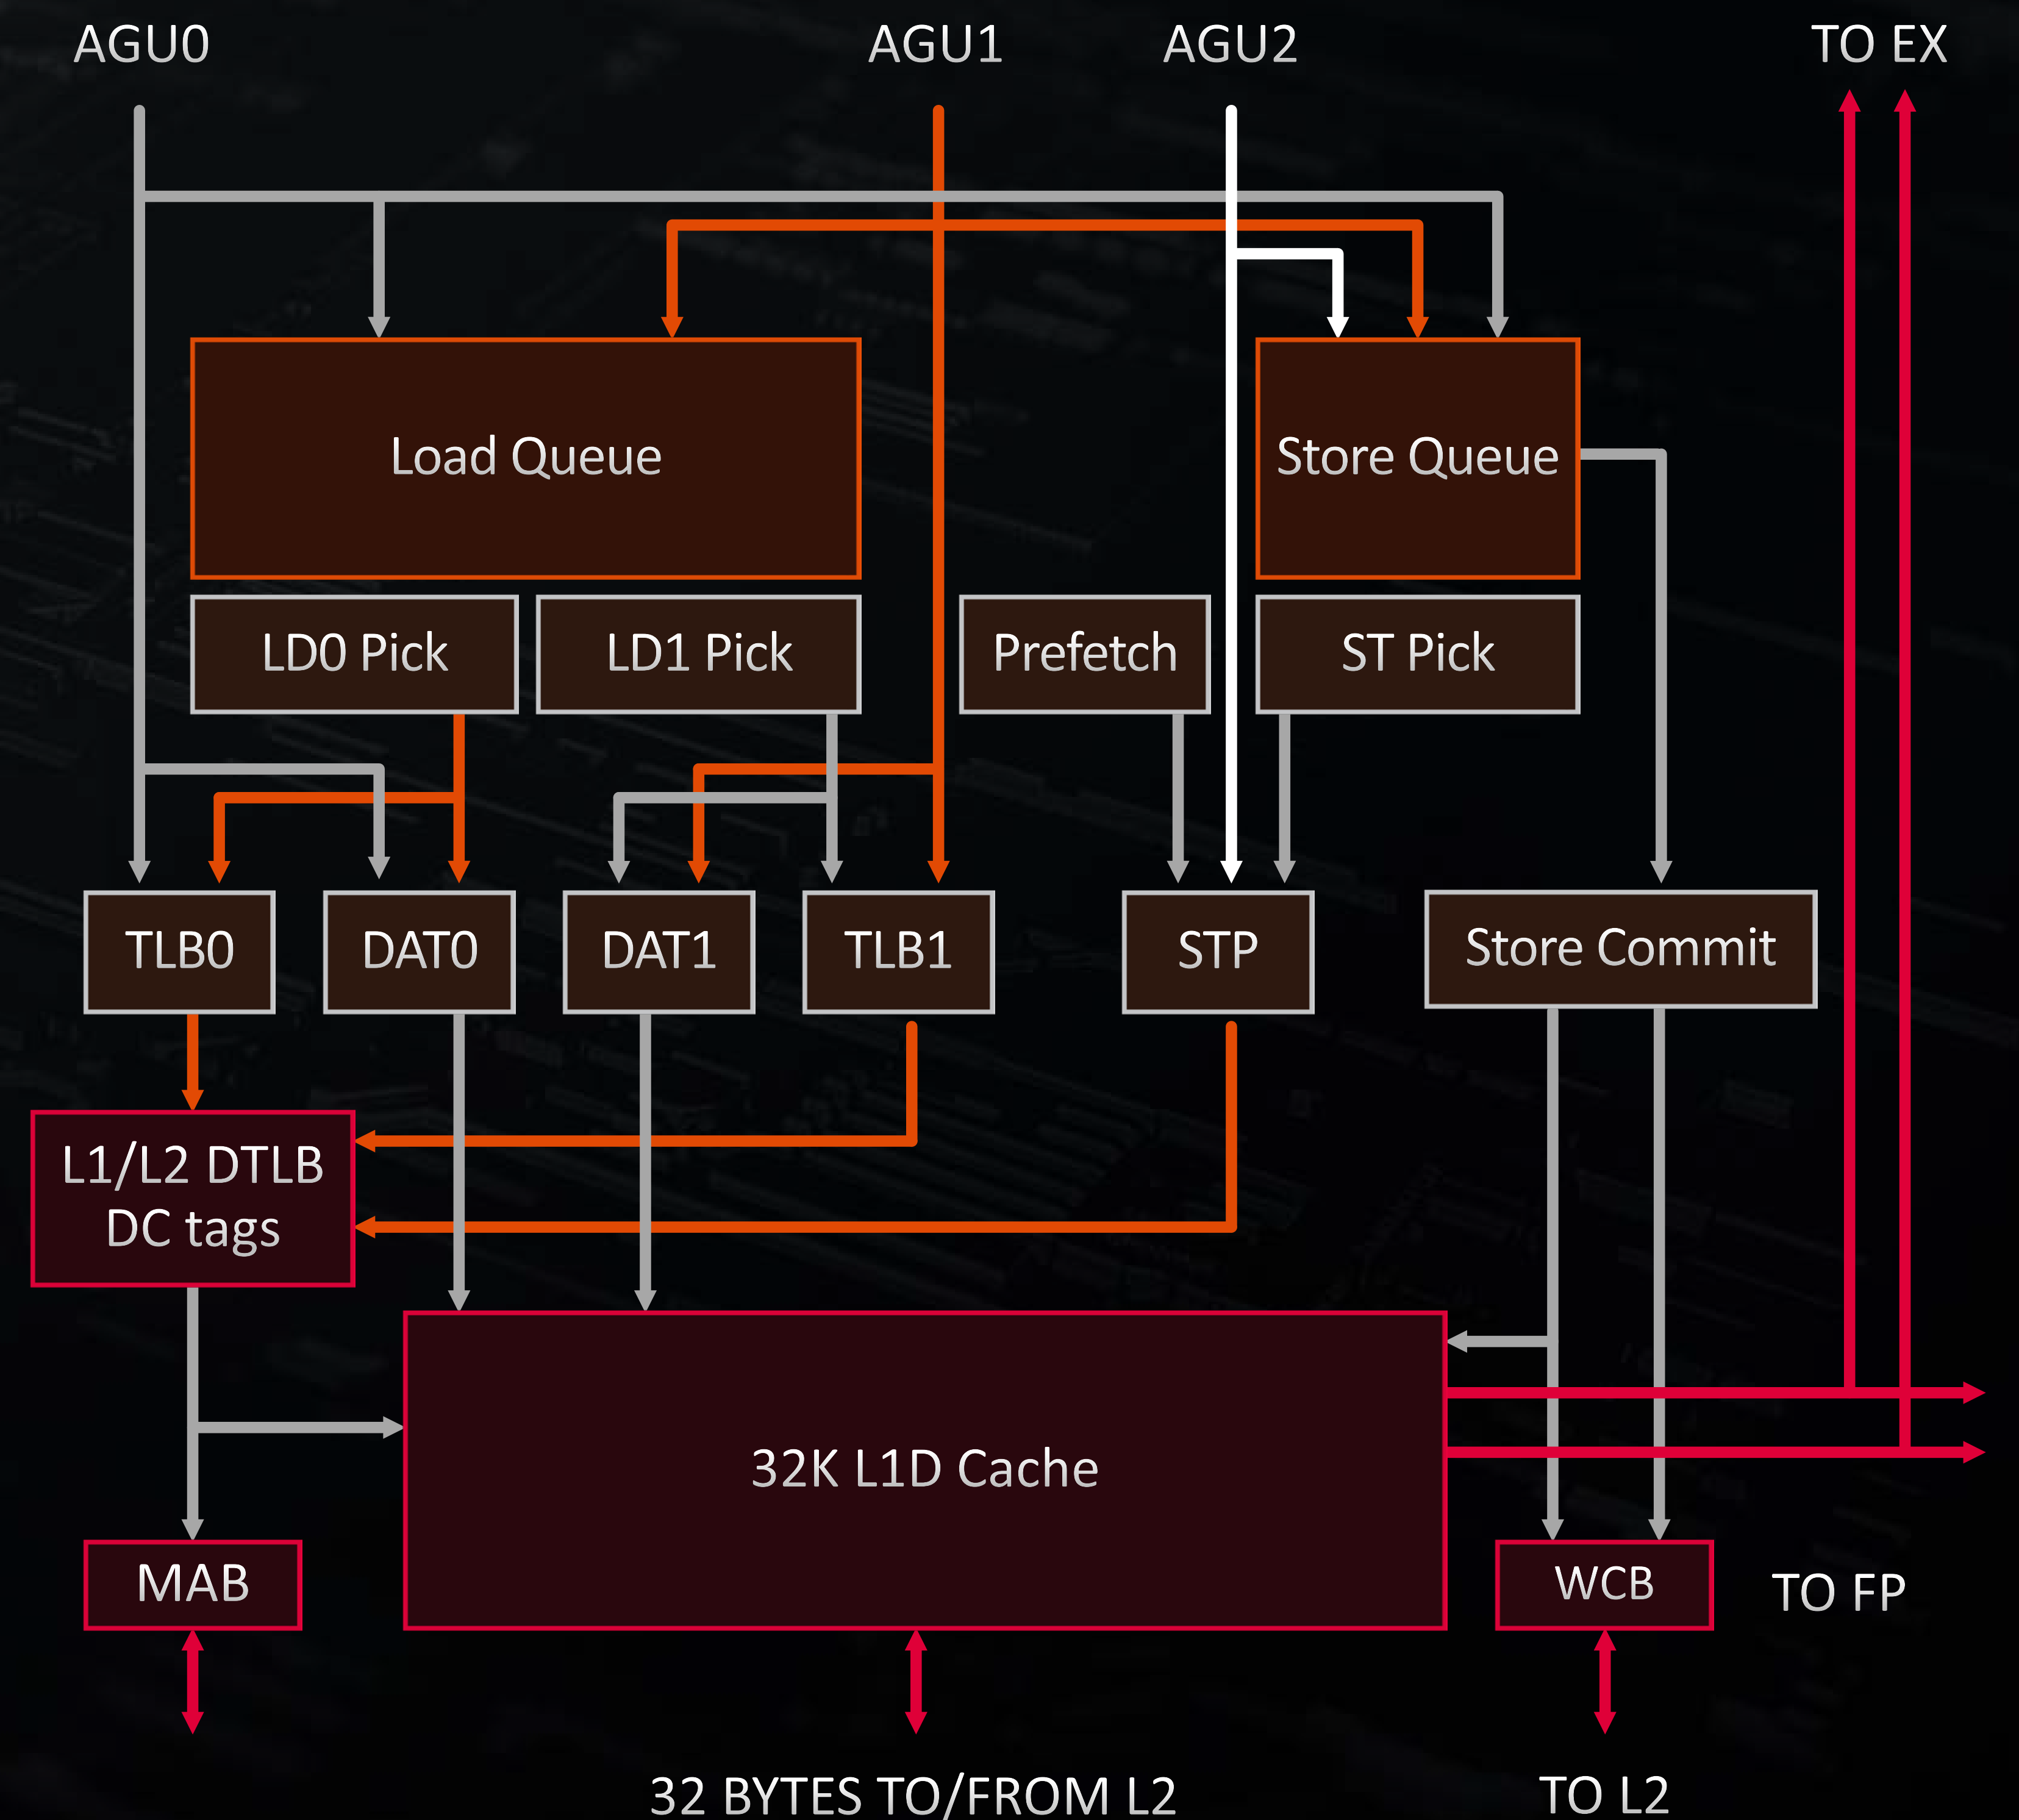 AGU0
AGU1
AGU2
TO EX
Load Queue
Store Queue
LD0 Pick
LD1 Pick
Prefetch
ST Pick
TLB0
DAT0
DAT1
TLB1
STP
Store Commit
L1/L2 DTLB
DC tags
32K L1D Cache
MAB
WCB
TO FP
32 BYTES TO/FROM L2
TO L2